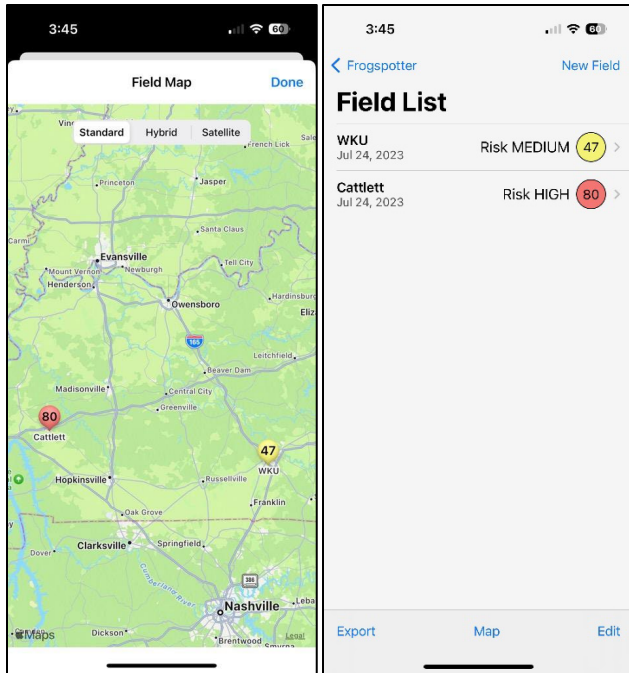 3:45
60
Field Map
Done
Standard
Hybrid
Satellite
French Lick
Princeton
Jasper
Santa Claus
Carmi
Evansville
Tell City
Mount Vernon
Newburgh
Henderson
Hardinsburg
Owensboro
Eliz
165
Leitchfield
Beaver Dam
Madisonville
Central City
Greenville
80
Cattlett
47
WKU
Hopkinsville
Russellville
Franklin
Oak Grove
Clarksville
Springfield
Dover
Cumberland River
386
Nashville
Leba
Maps
Dickson
Brentwood
Legal
Smyrna
3:45
60
Frogspotter
New Field
Field List
WKU
Risk MEDIUM 47
Jul 24, 2023
Cattlett
Risk HIGH 80
Jul 24, 2023
Export
Map
Edit